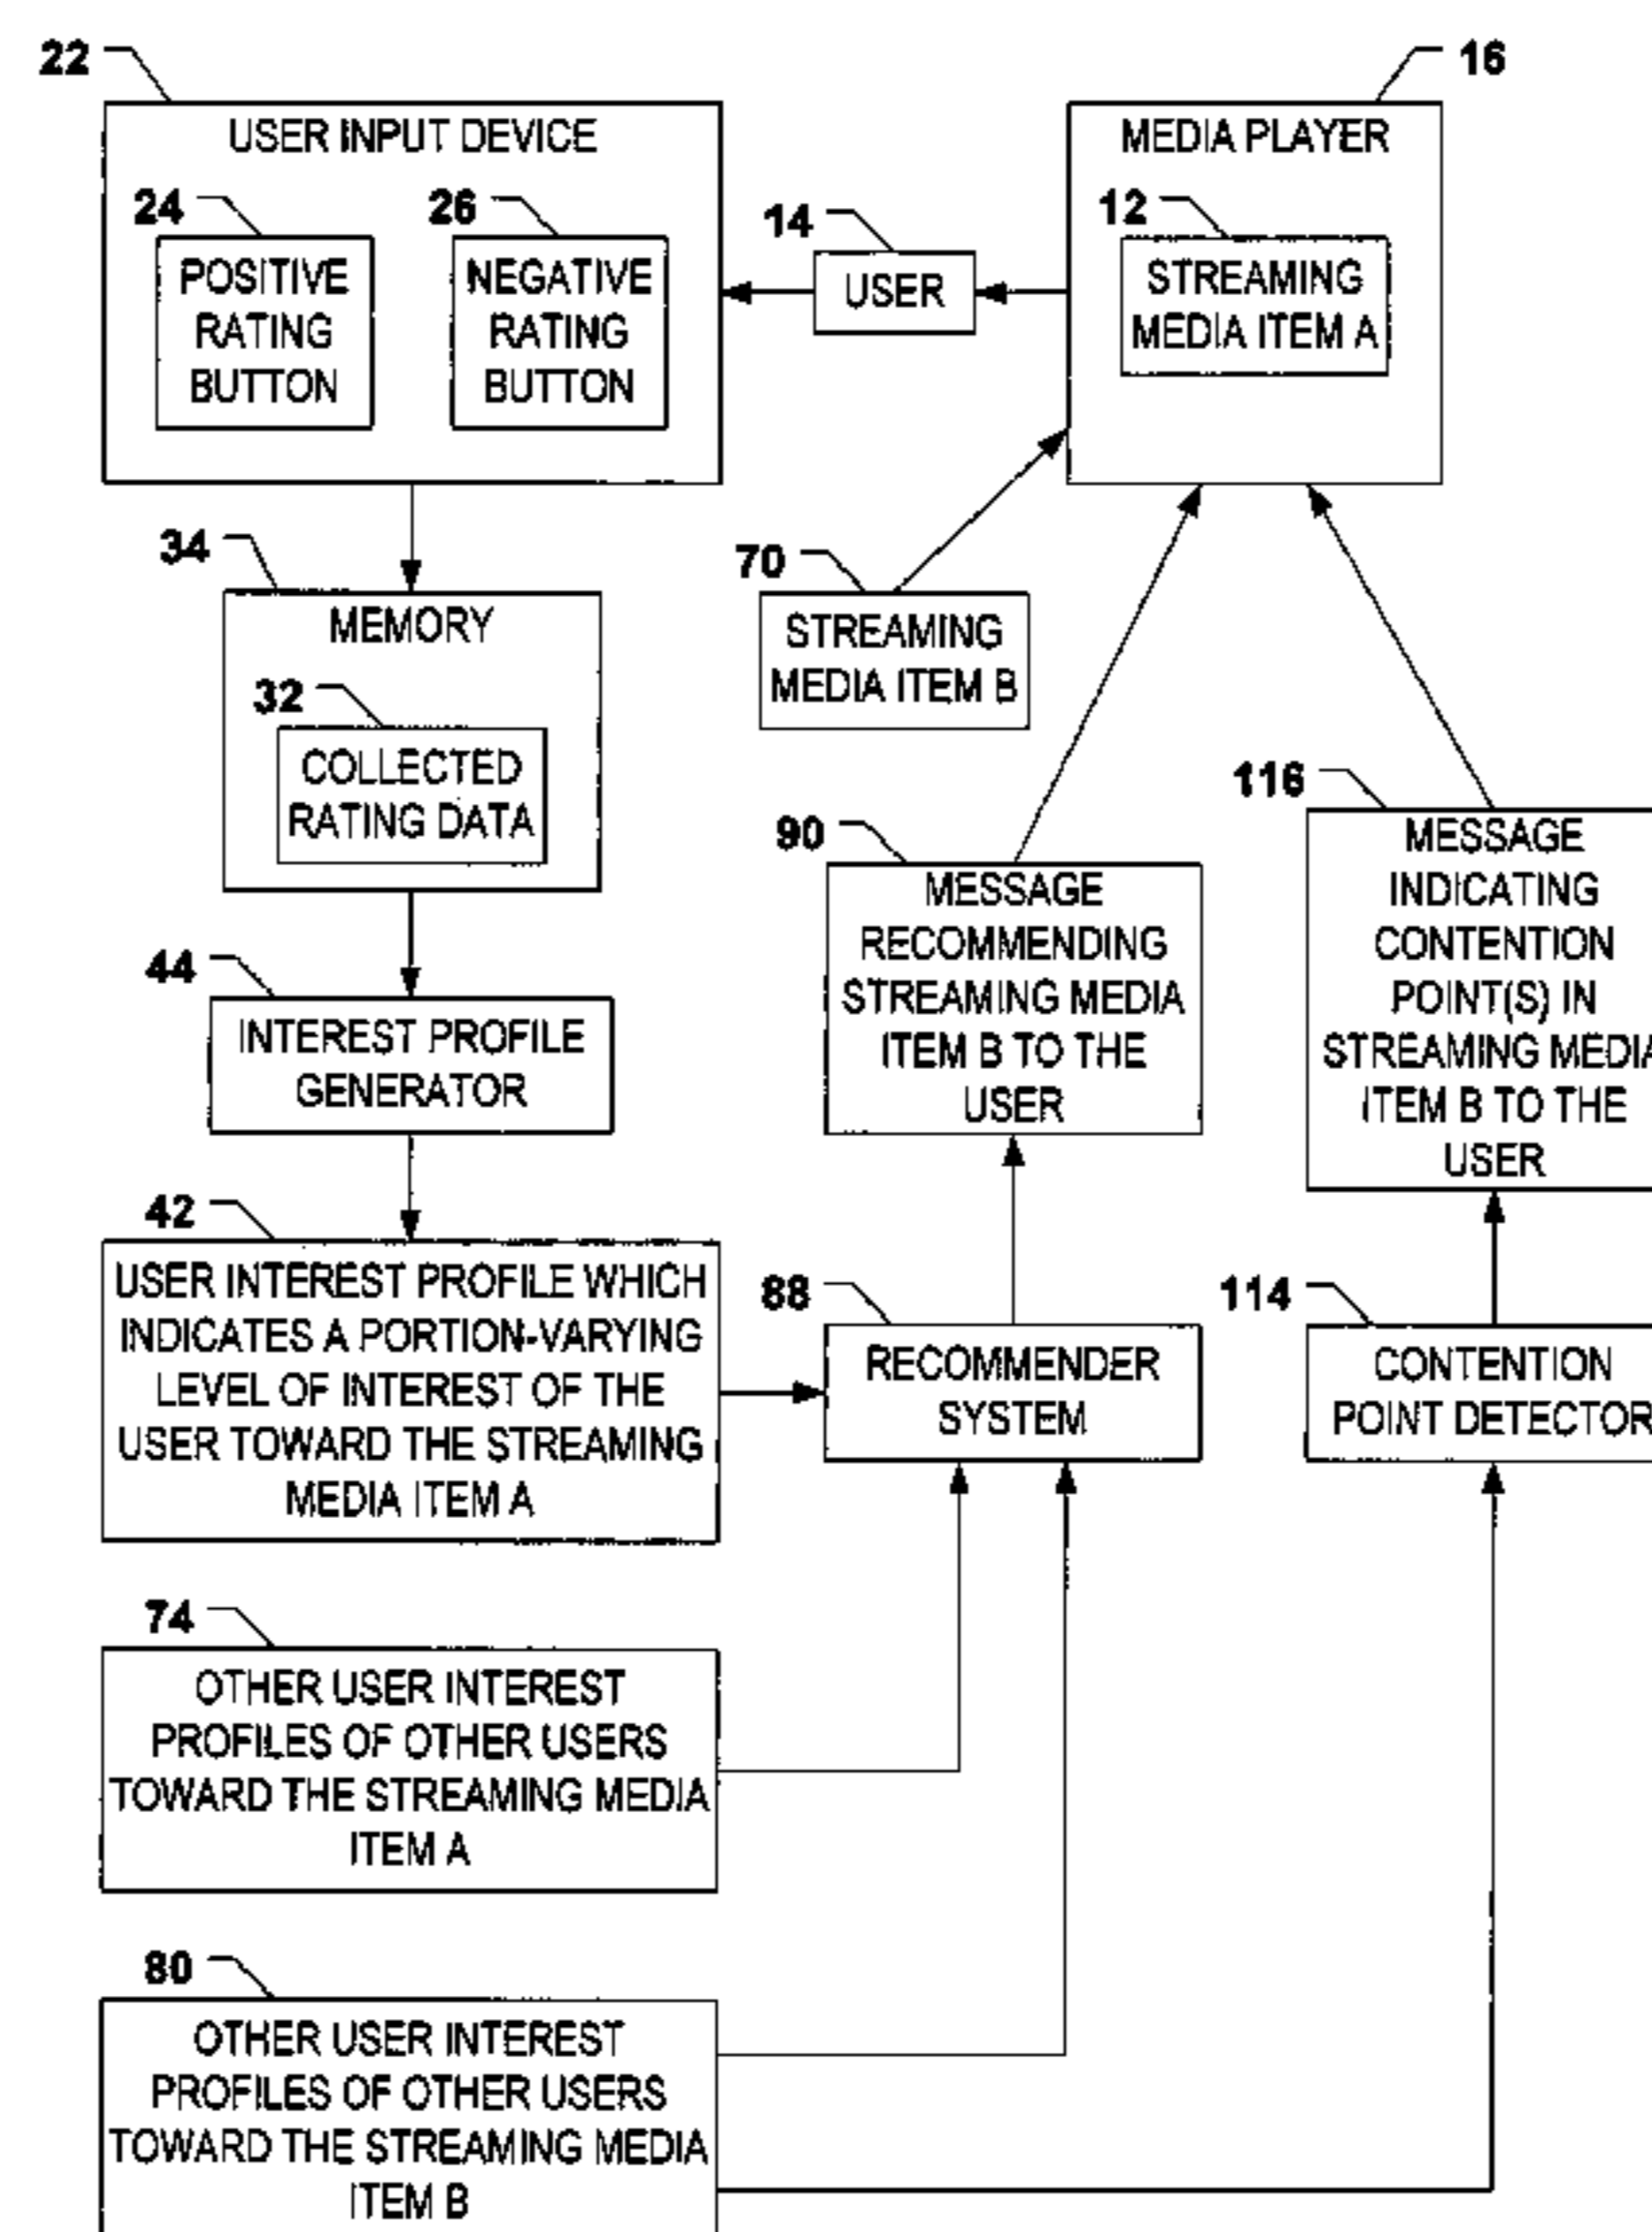 22
USER INPUT DEVICE
24
POSITIVE
RATING
BUTTON
26
NEGATIVE
RATING
BUTTON
14
USER
16
MEDIA PLAYER
12
STREAMING
MEDIA ITEM A
34
MEMORY
32
COLLECTED
RATING DATA
70
STREAMING
MEDIA ITEM B
44
INTEREST PROFILE
GENERATOR
90
MESSAGE
RECOMMENDING
STREAMING MEDIA
ITEM B TO THE
USER
116
MESSAGE
INDICATING
CONTENTION
POINT(S) IN
STREAMING MEDIA
ITEM B TO THE
USER
42
USER INTEREST PROFILE WHICH
INDICATES A PORTION-VARYING
LEVEL OF INTEREST OF THE
USER TOWARD THE STREAMING
MEDIA ITEM A
88
RECOMMENDER
SYSTEM
114
CONTENTION
POINT DETECTOR
74
OTHER USER INTEREST
PROFILES OF OTHER USERS
TOWARD THE STREAMING MEDIA
ITEM A
80
OTHER USER INTEREST
PROFILES OF OTHER USERS
TOWARD THE STREAMING MEDIA
ITEM B